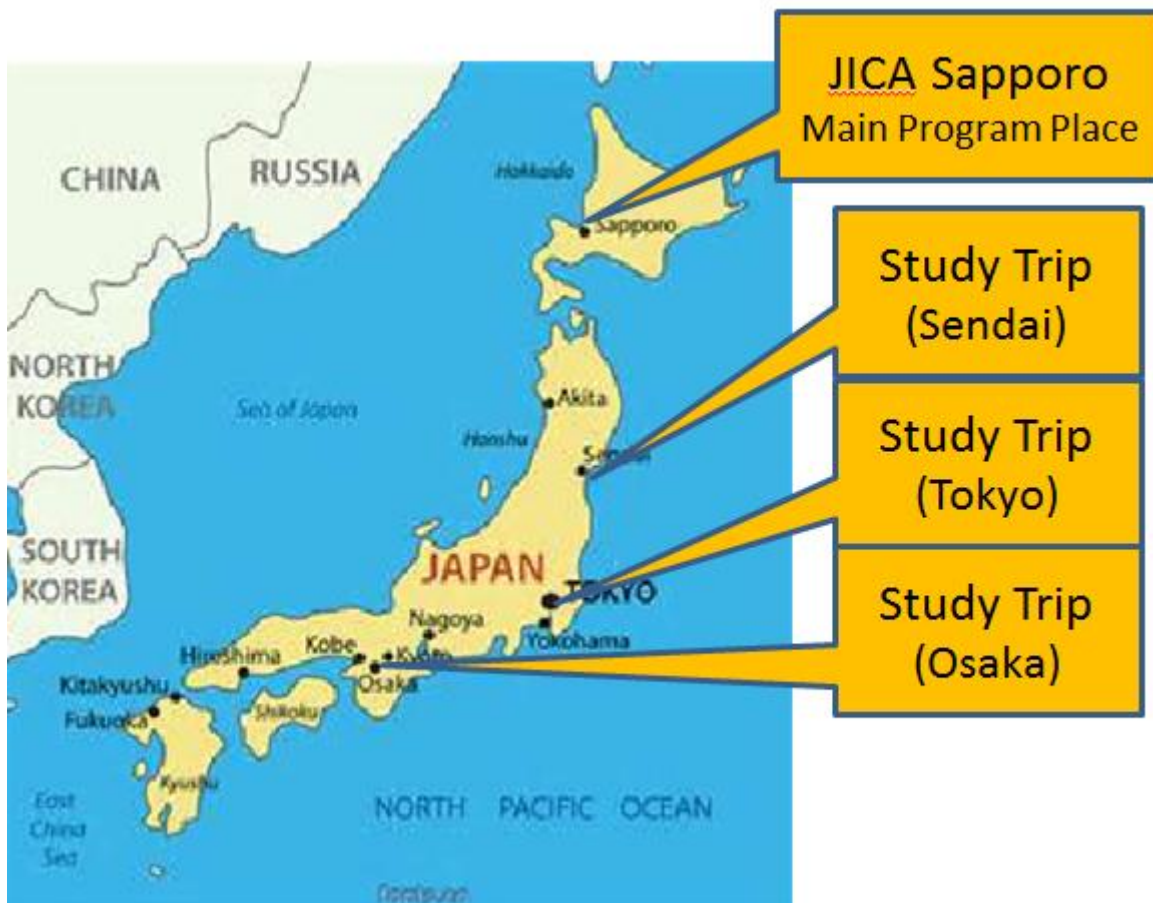 JICA Sapporo
Main Program Place
CHINA
RUSSIA
Hokkaido
Sapporo
Study Trip
(Sendai)
NORTH
KOREA
Sea of Japan
Akita
Honshu
Study Trip
(Tokyo)
SOUTH
KOREA
JAPAN
TOKYO
Nagoya
Yokohama
Study Trip
(Osaka)
Kobe
Kyoto
Hiroshima
Osaka
Kitakyushu
Fukuoka
Shikoku
Kyushu
East
China
Sea
NORTH PACIFIC OCEAN